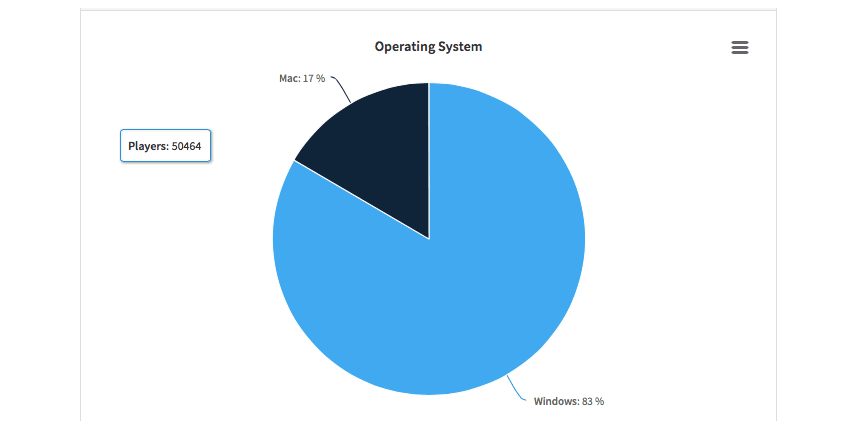 Operating System
Mac: 17 %
Players: 50464
Windows: 83 %